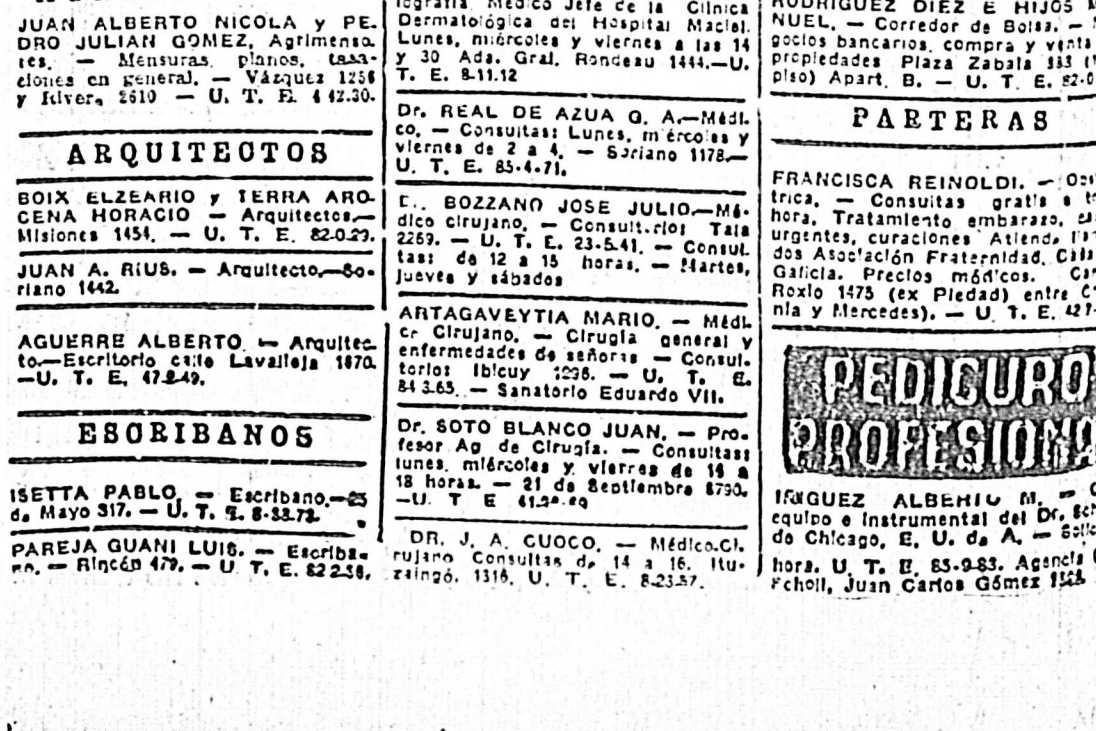 JUAN ALBERTO NICOLA y PE-
DRO JULIAN GOMEZ, Agrimenso.
res. — Mensuras, planos, tasa-
ciones en general. — Vázquez 1256
y River, 2610 — U. T. E. 4 42.30.
ARQUITECTOS
BOIX ELZEARIO y TERRA ARO-
CENA HORACIO — Arquitectos.—
Misiones 1454. — U. T. E. 82-0-29.
JUAN A. RIUS. — Arquitecto.—So-
riano 1442.
AGUERRE ALBERTO. — Arquitec-
to.—Escritorio calle Lavalleja 1870.
—U. T. E. 47-2-49.
ESCRIBANOS
ISETTA PABLO. — Escribano.—25
de Mayo 317. — U. T. E.
PAREJA GUANI LUIS. — Escriba-
no. — Rincón 479. — U. T. E. 82 2-56.
Médico Jefe de la Clínica
Dermatológica del Hospital Maciel.
Lunes, miércoles y viernes a las 14
y 30 Ada. Gral. Rondeau 1444.—U.
T. E. 8-11.12
Dr. REAL DE AZUA G. A.—Médi-
co. — Consultas: Lunes, miércoles y
viernes de 2 a 4. — Soriano 1178.—
U. T. E. 85-4-71.
BOZZANO JOSE JULIO.—Mé-
dico cirujano. — Consultorios Tala
2269. — U. T. E. 23-5-41. — Consul-
tas: de 12 a 15 horas. — Martes,
jueves y sábados
ARTAGAVEYTIA MARIO. — Médi-
co Cirujano. — Cirugía general y
enfermedades de señoras — Consul-
torios Ibicuy 1296. — U. T. E.
84 3.65. — Sanatorio Eduardo VII.
Dr. SOTO BLANCO JUAN. — Pro-
fesor Ag de Cirugía. — Consultas:
lunes, miércoles y viernes de 14 a
18 horas. — 21 de Septiembre
—U. T E
DR. J. A. CUOCO. — Médico-Ci-
rujano Consultas de 14 a 16. Itu-
zaingó. 1316. U. T. E. 8-23-57.
RODRIGUEZ DIEZ E HIJOS
NUEL. — Corredor de Bolsa. —
gocios bancarios, compra y venta
propiedades Plaza Zabala
piso) Apart. B. — U. T. E.
PARTERAS
FRANCISCA REINOLDI. —
trica. — Consultas gratis
hora. Tratamiento embarazo,
urgentes, curaciones Atiende
dos Asociación Fraternidad, Casa
Galicia. Precios módicos.
Roxlo 1475 (ex Piedad) entre
nia y Mercedes). — U. T. E.
PEDICURO
PROFESIONA
IÑIGUEZ ALBERTO M. —
equipo e instrumental del Dr.
de Chicago, E. U. de A. —
hora. U. T. E. 85-9-83. Agencia
Scholl, Juan Carlos Gómez